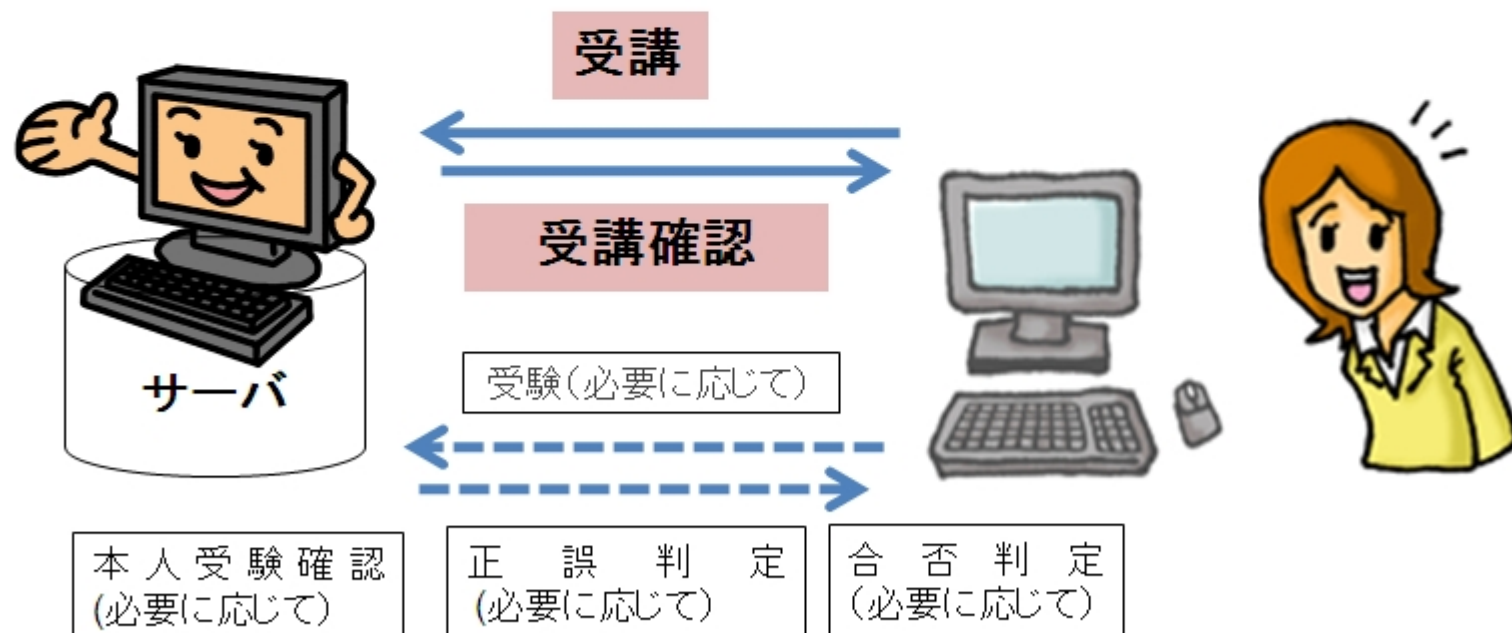 受講
受講確認
サーバ
受験(必要に応じて)
本人受験確認
(必要に応じて)
正誤判定
(必要に応じて)
合否判定
(必要に応じて)